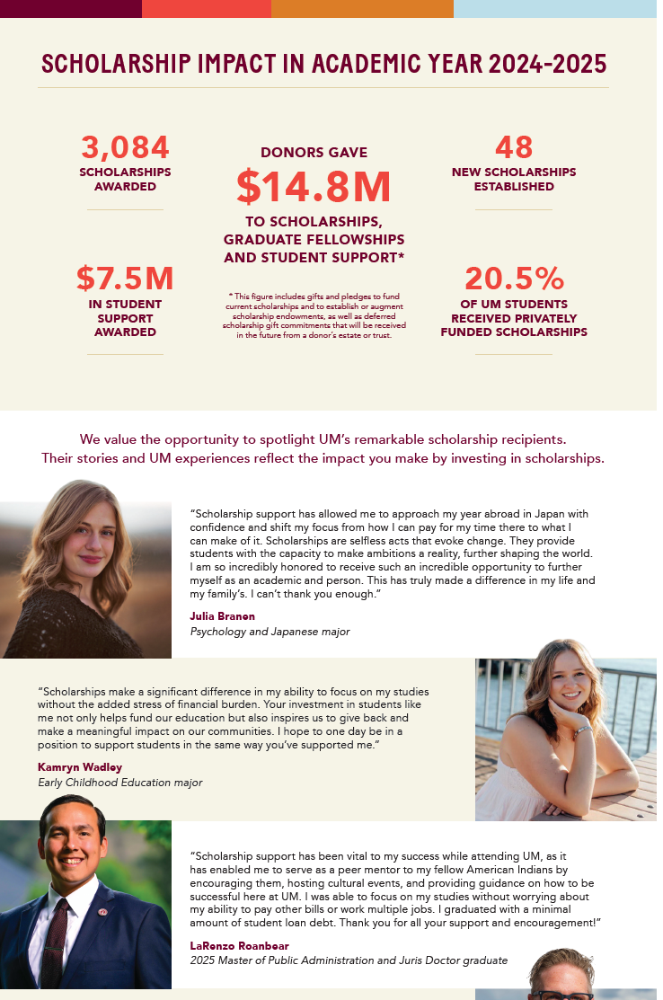 SCHOLARSHIP IMPACT IN ACADEMIC YEAR 2024-2025
3,084
SCHOLARSHIPS
AWARDED
$7.5M
IN STUDENT
SUPPORT
AWARDED
DONORS GAVE
$14.8M
TO SCHOLARSHIPS,
GRADUATE FELLOWSHIPS
AND STUDENT SUPPORT*
* This figure includes gifts and pledges to fund
current scholarships and to establish or augment
scholarship endowments, as well as deferred
scholarship gift commitments that will be received
in the future from a donor's estate or trust.
48
NEW SCHOLARSHIPS
ESTABLISHED
20.5%
OF UM STUDENTS
RECEIVED PRIVATELY
FUNDED SCHOLARSHIPS
We value the opportunity to spotlight UM's remarkable scholarship recipients.
Their stories and UM experiences reflect the impact you make by investing in scholarships.
"Scholarship support has allowed me to approach my year abroad in Japan with
confidence and shift my focus from how I can pay for my time there to what I
can make of it. Scholarships are selfless acts that evoke change. They provide
students with the capacity to make ambitions a reality, further shaping the world.
I am so incredibly honored to receive such an incredible opportunity to further
myself as an academic and person. This has truly made a difference in my life and
my family's. I can't thank you enough."
Julia Branen
Psychology and Japanese major
"Scholarships make a significant difference in my ability to focus on my studies
without the added stress of financial burden. Your investment in students like
me not only helps fund our education but also inspires us to give back and
make a meaningful impact on our communities. I hope to one day be in a
position to support students in the same way you've supported me."
Kamryn Wadley
Early Childhood Education major
"Scholarship support has been vital to my success while attending UM, as it
has enabled me to serve as a peer mentor to my fellow American Indians by
encouraging them, hosting cultural events, and providing guidance on how to be
successful here at UM. I was able to focus on my studies without worrying about
my ability to pay other bills or work multiple jobs. I graduated with a minimal
amount of student loan debt. Thank you for all your support and encouragement!"
LaRenzo Roanbear
2025 Master of Public Administration and Juris Doctor graduate